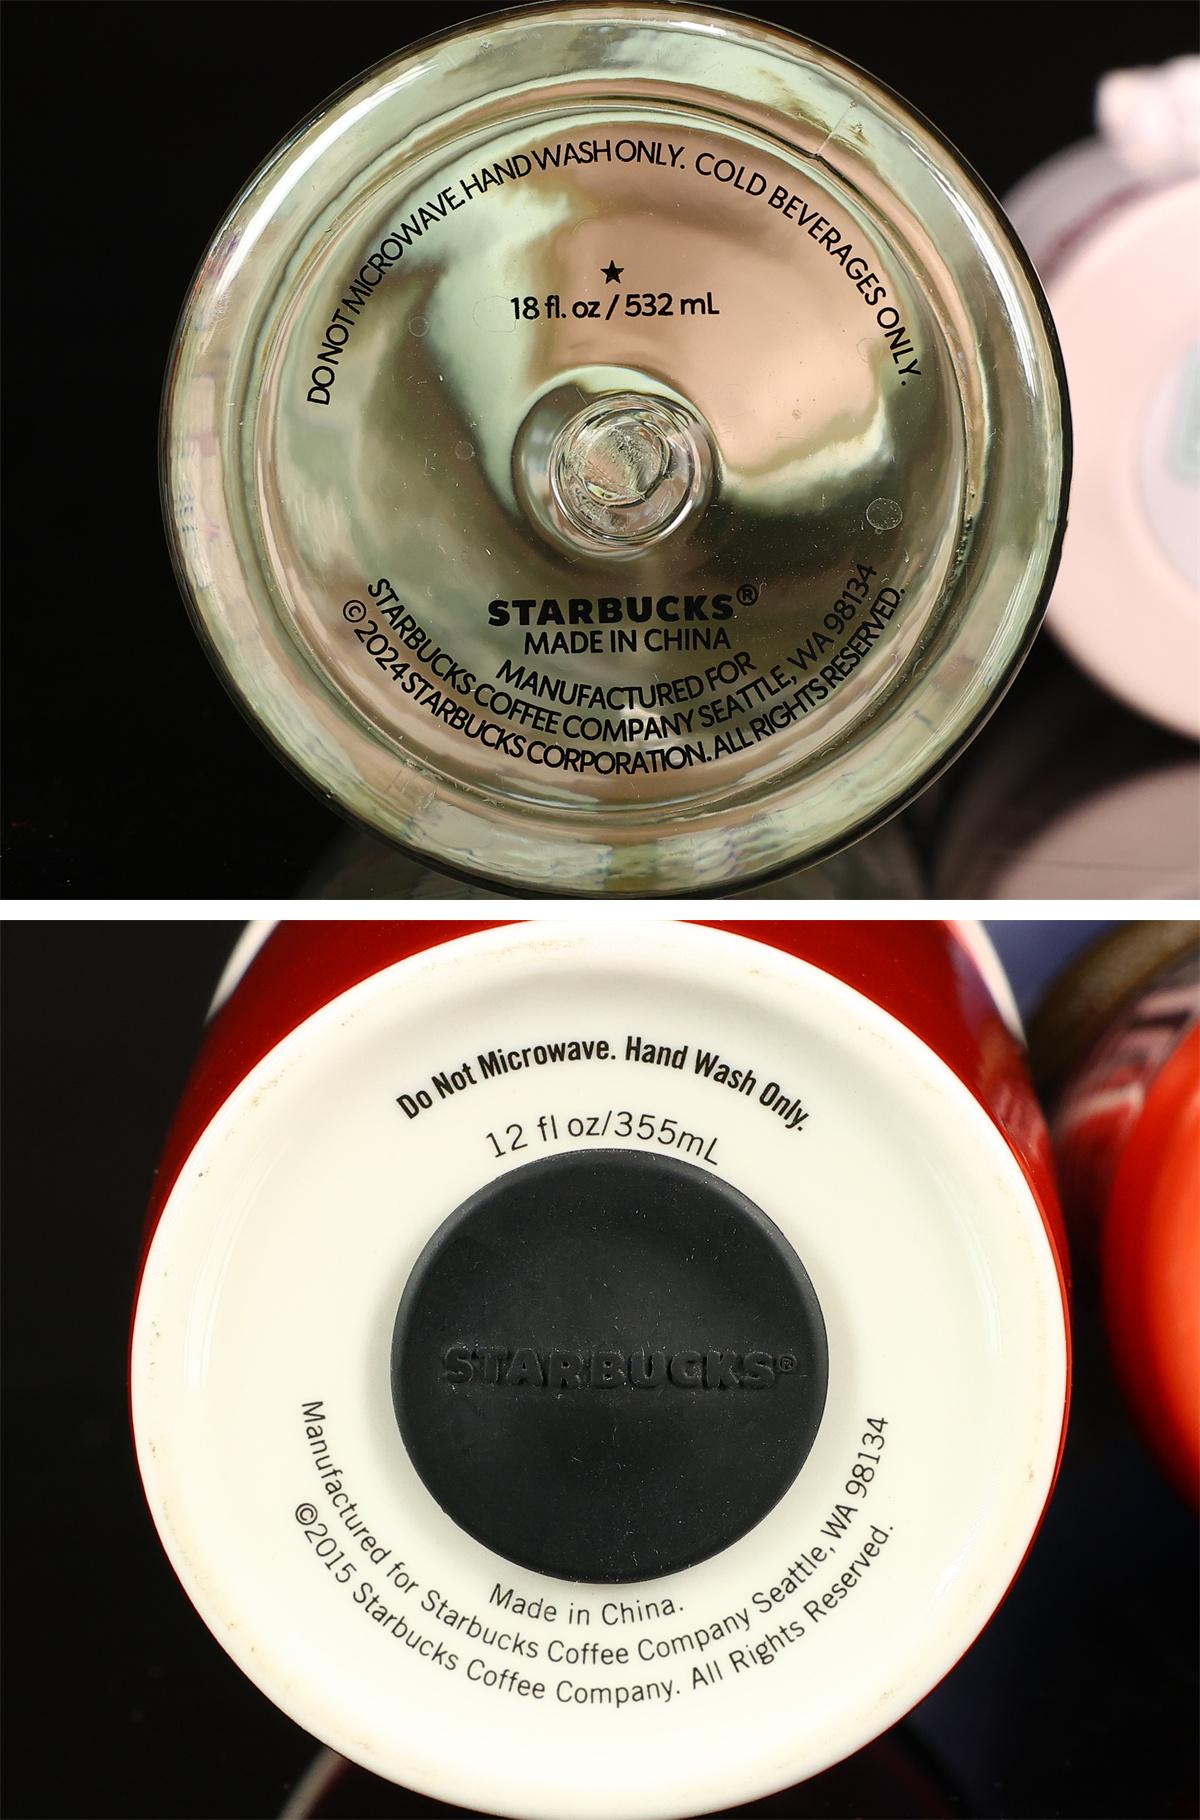 DO NOT MICROWAVE. HAND WASH ONLY. COLD BEVERAGES ONLY.
★
18 fl. oz / 532 mL
STARBUCKS®
MADE IN CHINA
MANUFACTURED FOR
STARBUCKS COFFEE COMPANY SEATTLE, WA 98134
©2024 STARBUCKS CORPORATION. ALL RIGHTS RESERVED.
Do Not Microwave. Hand Wash Only.
12 fl oz/355mL
STARBUCKS®
Made in China.
Manufactured for Starbucks Coffee Company Seattle, WA 98134
©2015 Starbucks Coffee Company. All Rights Reserved.